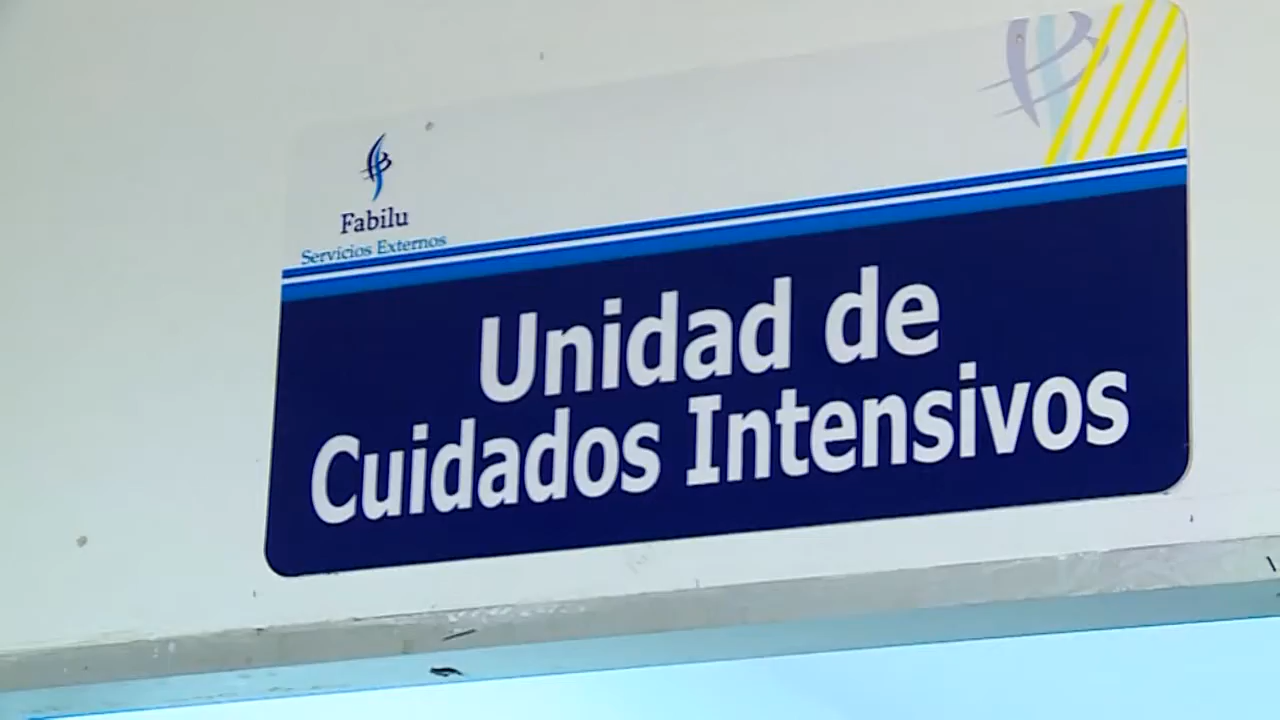 Fabilu
Servicios Externos
Unidad de
Cuidados Intensivos